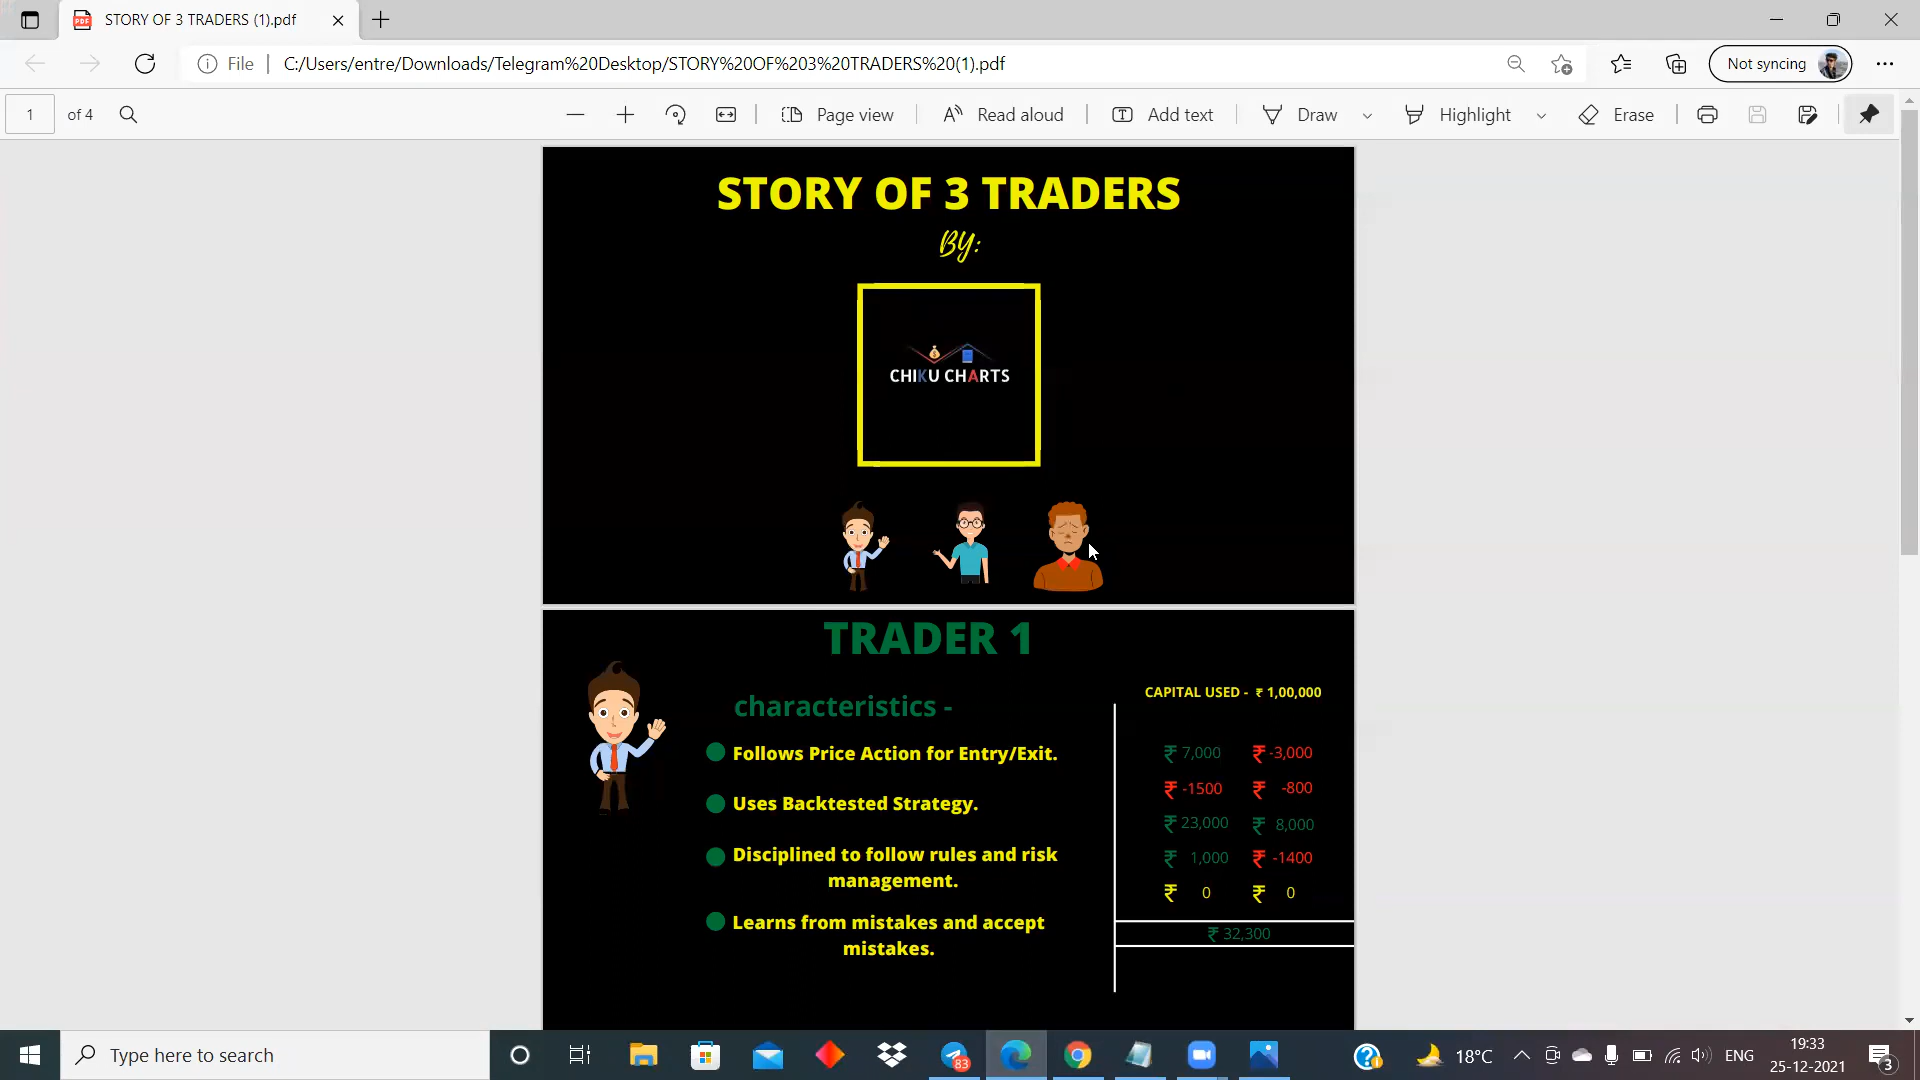 STORY OF 3 TRADERS (1).pdf
File
C:/Users/entre/Downloads/Telegram%20Desktop/STORY%20OF%203%20TRADERS%20(1).pdf
Not syncing
1 of 4
Page view
Read aloud
Add text
Draw
Highlight
Erase
STORY OF 3 TRADERS
BY:
CHIKU CHARTS
TRADER 1
characteristics -
Follows Price Action for Entry/Exit.
Uses Backtested Strategy.
Disciplined to follow rules and risk
management.
Learns from mistakes and accept
mistakes.
CAPITAL USED - ₹ 1,00,000
₹ 7,000 ₹ -3,000
₹ -1500 ₹ -800
₹ 23,000 ₹ 8,000
₹ 1,000 ₹ -1400
₹ 0 ₹ 0
₹ 32,300
Type here to search
83
18°C
ENG
19:33
25-12-2021
3